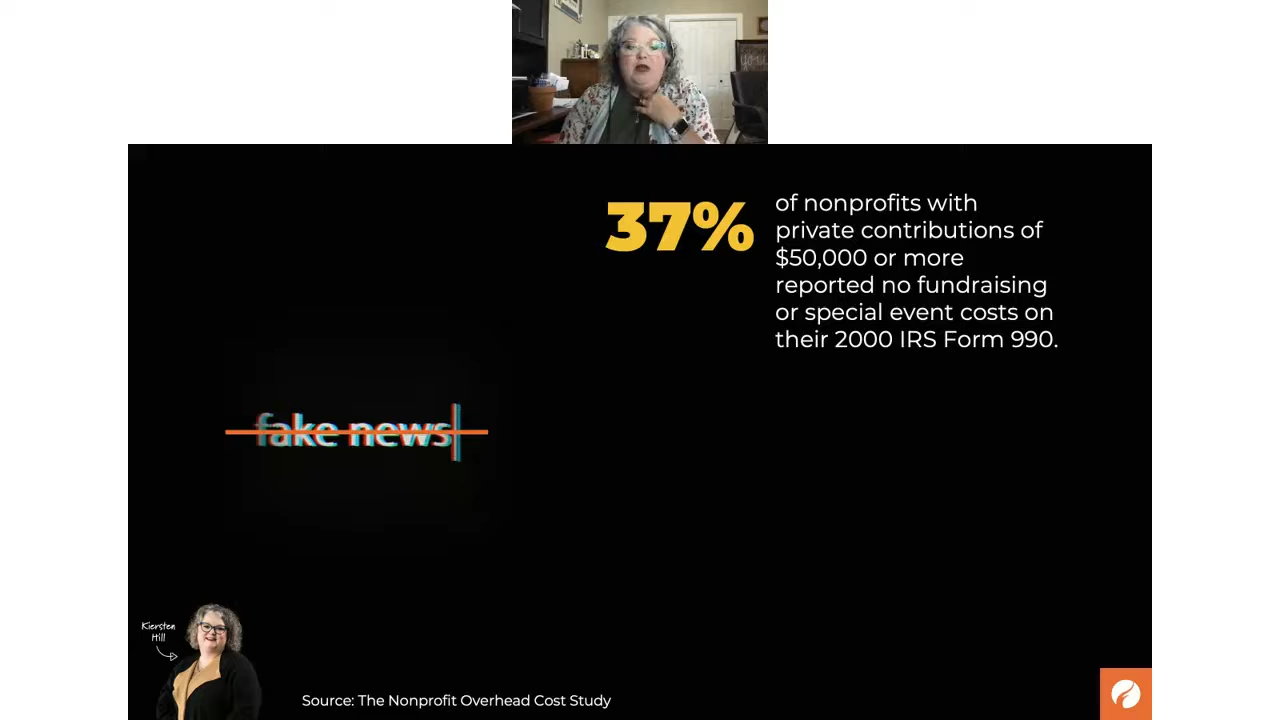 37%
of nonprofits with
private contributions of
$50,000 or more
reported no fundraising
or special event costs on
their 2000 IRS Form 990.
fake news
Kiersten
Hill
Source: The Nonprofit Overhead Cost Study